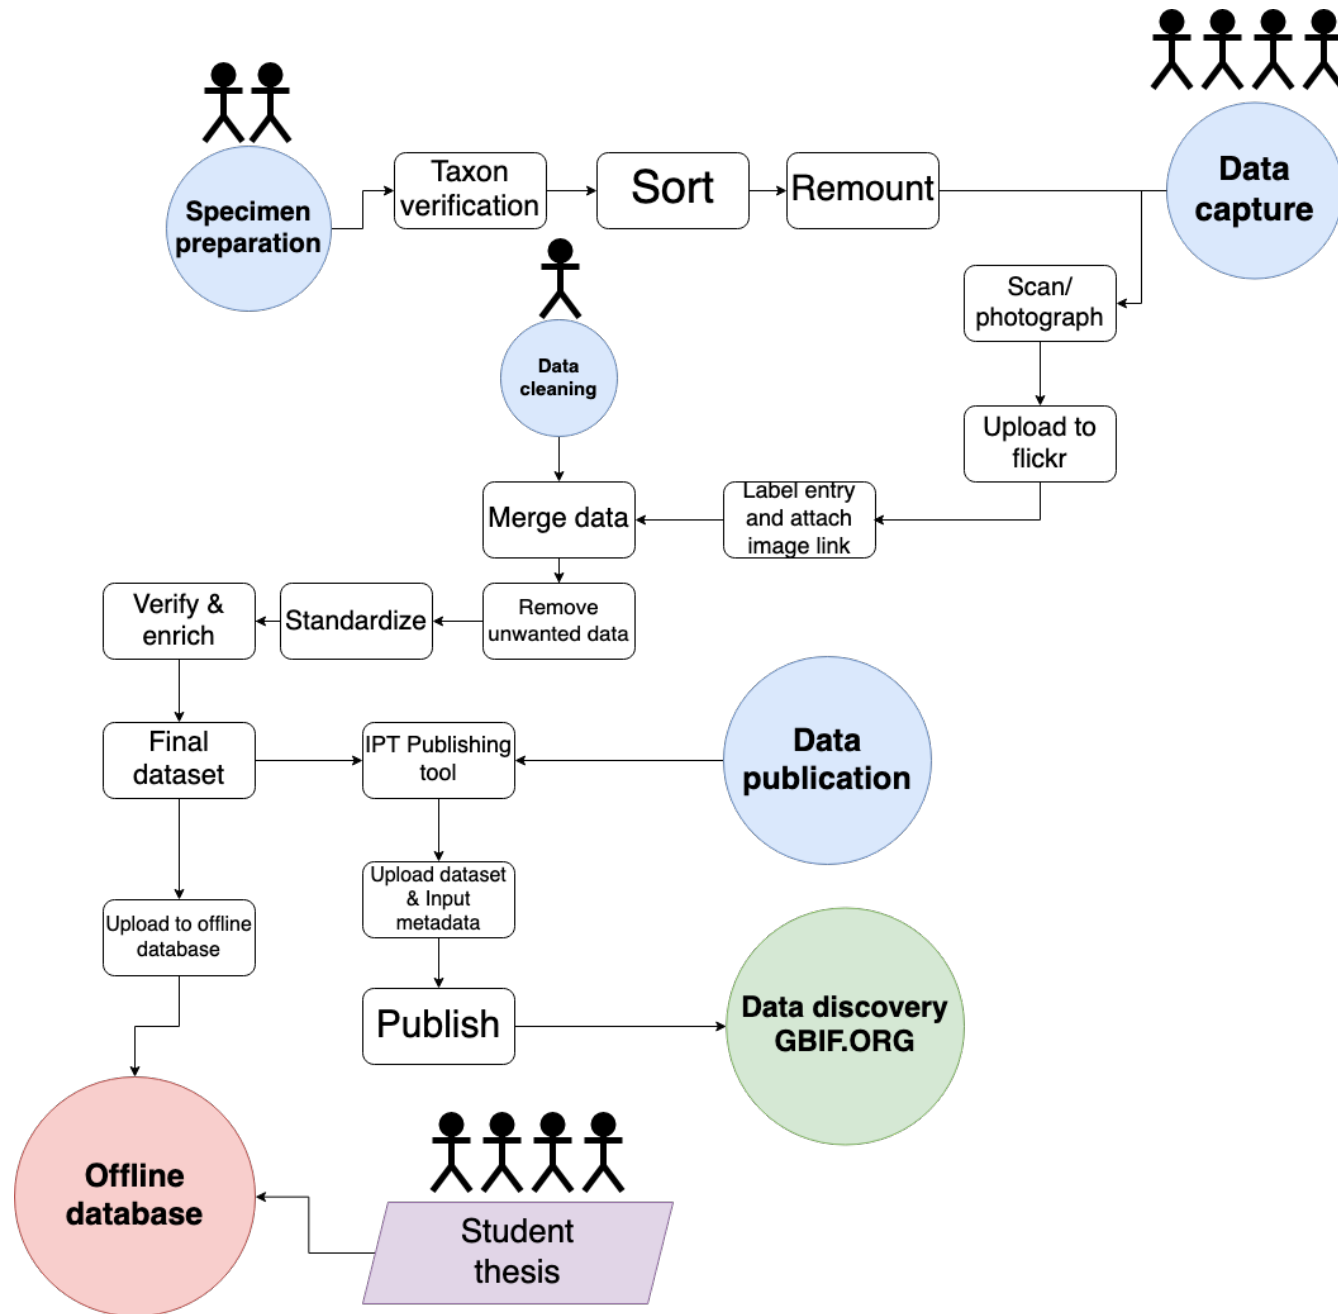 Specimen
preparation
Taxon
verification
Sort
Remount
Data
capture
Scan/
photograph
Data
cleaning
Upload to
flickr
Label entry
and attach
image link
Merge data
Remove
unwanted data
Standardize
Verify &
enrich
Final
dataset
IPT Publishing
tool
Data
publication
Upload dataset
& Input
metadata
Upload to offline
database
Publish
Data discovery
GBIF.ORG
Offline
database
Student
thesis